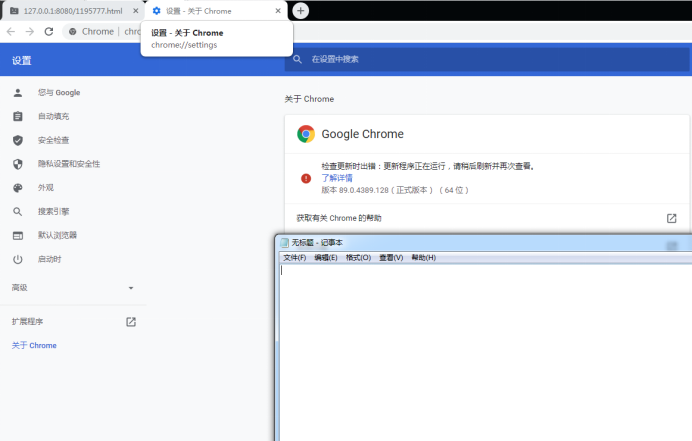 127.0.0.1:8080/1195777.html
设置 - 关于 Chrome
Chrome
设置 - 关于 Chrome
chrome://settings
设置
在设置中搜索
您与 Google
自动填充
安全检查
隐私设置和安全性
外观
搜索引擎
默认浏览器
启动时
高级
扩展程序
关于 Chrome
关于 Chrome
Google Chrome
检查更新时出错：更新程序正在运行，请稍后刷新并再次查看。
了解详情
版本 89.0.4389.128（正式版本）（64 位）
获取有关 Chrome 的帮助
无标题 - 记事本
文件(F) 编辑(E) 格式(O) 查看(V) 帮助(H)